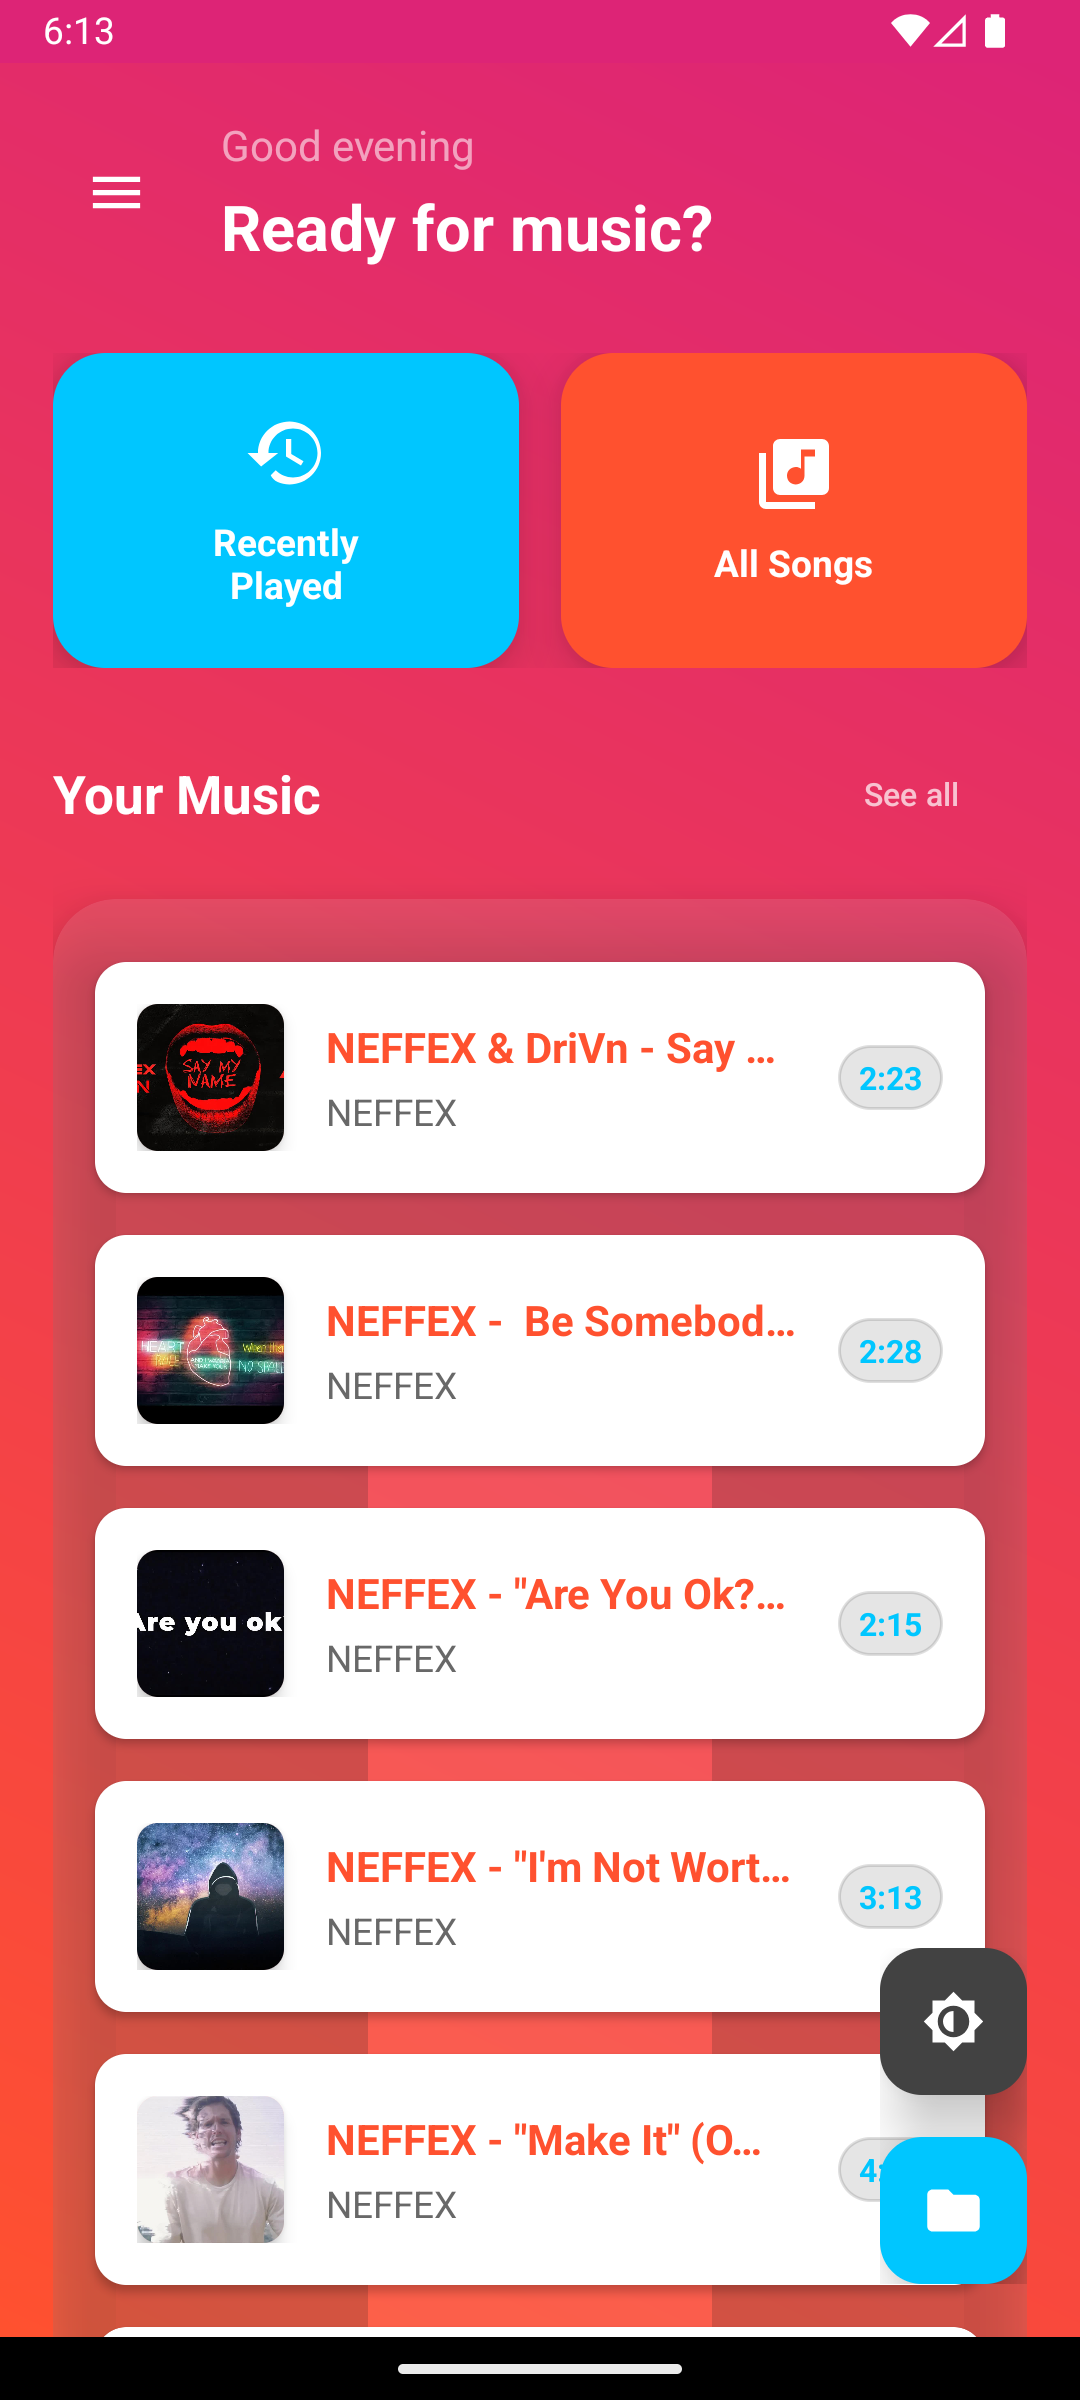 6:13
Good evening
Ready for music?
Recently
Played
All Songs
Your Music
See all
SAY MY
NAME
NEFFEX & DriVn - Say ...
NEFFEX
2:23
NEFFEX -  Be Somebod...
NEFFEX
2:28
Are you ok?
NEFFEX - "Are You Ok?...
NEFFEX
2:15
NEFFEX - "I'm Not Wort...
NEFFEX
3:13
NEFFEX - "Make It" (O...
NEFFEX
4: